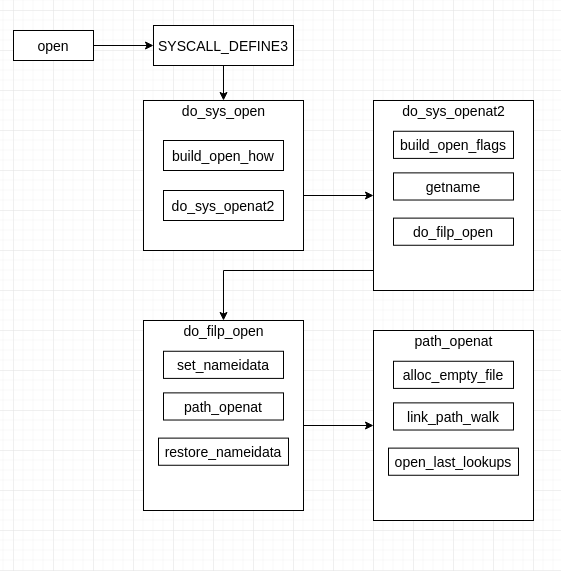 open
SYSCALL_DEFINE3
do_sys_open
build_open_how
do_sys_openat2
do_sys_openat2
build_open_flags
getname
do_filp_open
do_filp_open
set_nameidata
path_openat
restore_nameidata
path_openat
alloc_empty_file
link_path_walk
open_last_lookups